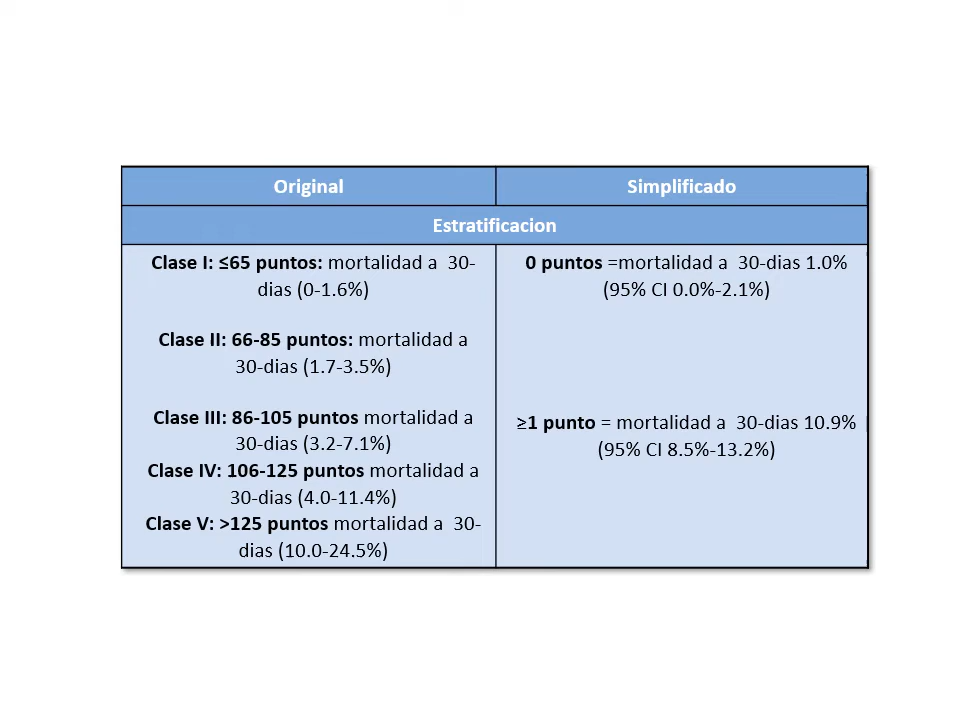 Original
Simplificado
Estratificacion
Clase I: ≤65 puntos: mortalidad a 30-
dias (0-1.6%)
Clase II: 66-85 puntos: mortalidad a
30-dias (1.7-3.5%)
Clase III: 86-105 puntos mortalidad a
30-dias (3.2-7.1%)
Clase IV: 106-125 puntos mortalidad a
30-dias (4.0-11.4%)
Clase V: >125 puntos mortalidad a 30-
dias (10.0-24.5%)
0 puntos =mortalidad a 30-dias 1.0%
(95% CI 0.0%-2.1%)
≥1 punto = mortalidad a 30-dias 10.9%
(95% CI 8.5%-13.2%)